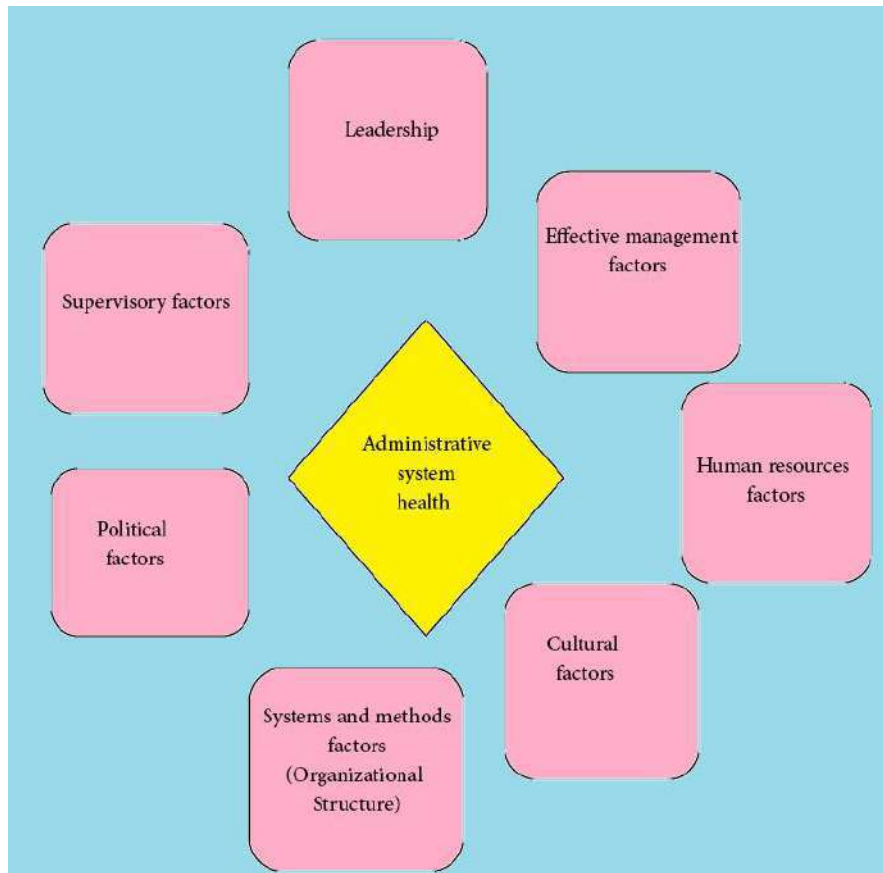 Leadership
Effective management
factors
Supervisory factors
Administrative
system
health
Human resources
factors
Political
factors
Cultural
factors
Systems and methods
factors
(Organizational
Structure)